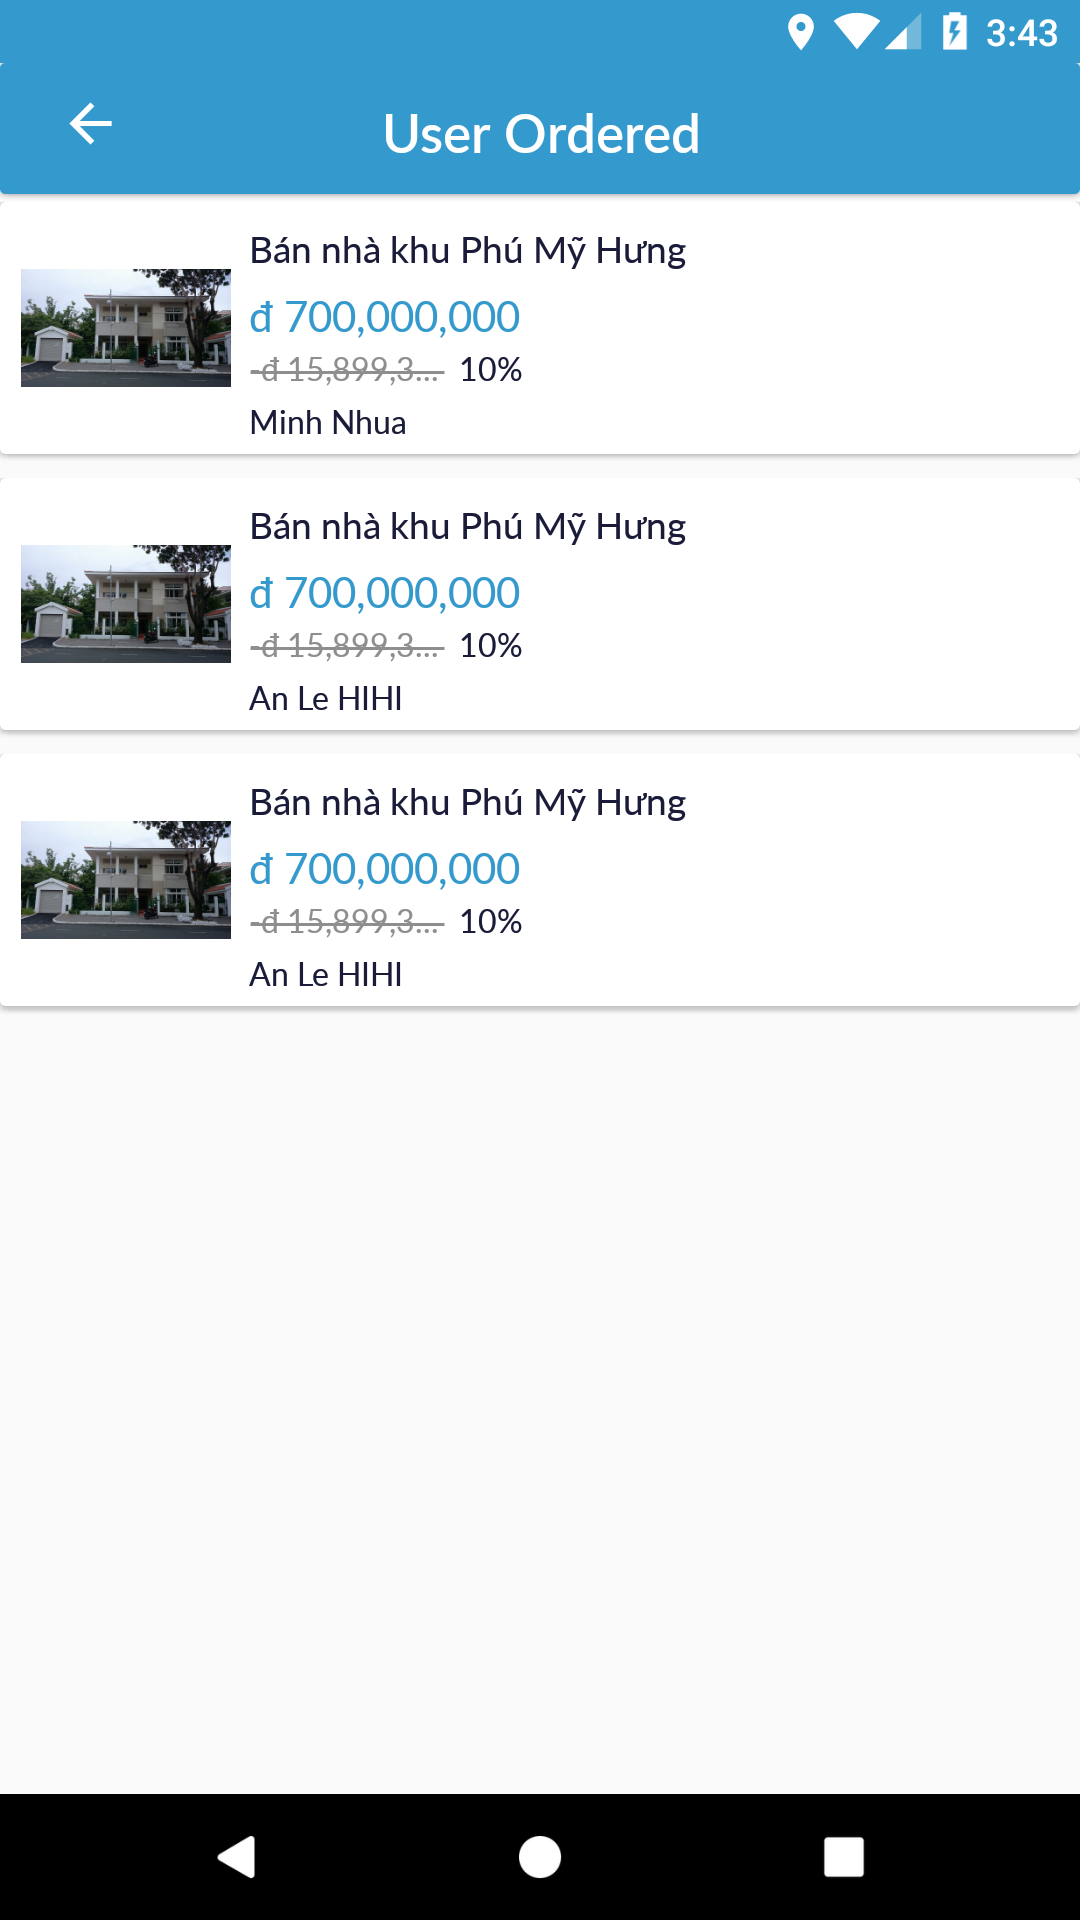 3:43
User Ordered
Bán nhà khu Phú Mỹ Hưng
đ 700,000,000
-đ 15,899,3... 10%
Minh Nhua
Bán nhà khu Phú Mỹ Hưng
đ 700,000,000
-đ 15,899,3... 10%
An Le HIHI
Bán nhà khu Phú Mỹ Hưng
đ 700,000,000
-đ 15,899,3... 10%
An Le HIHI